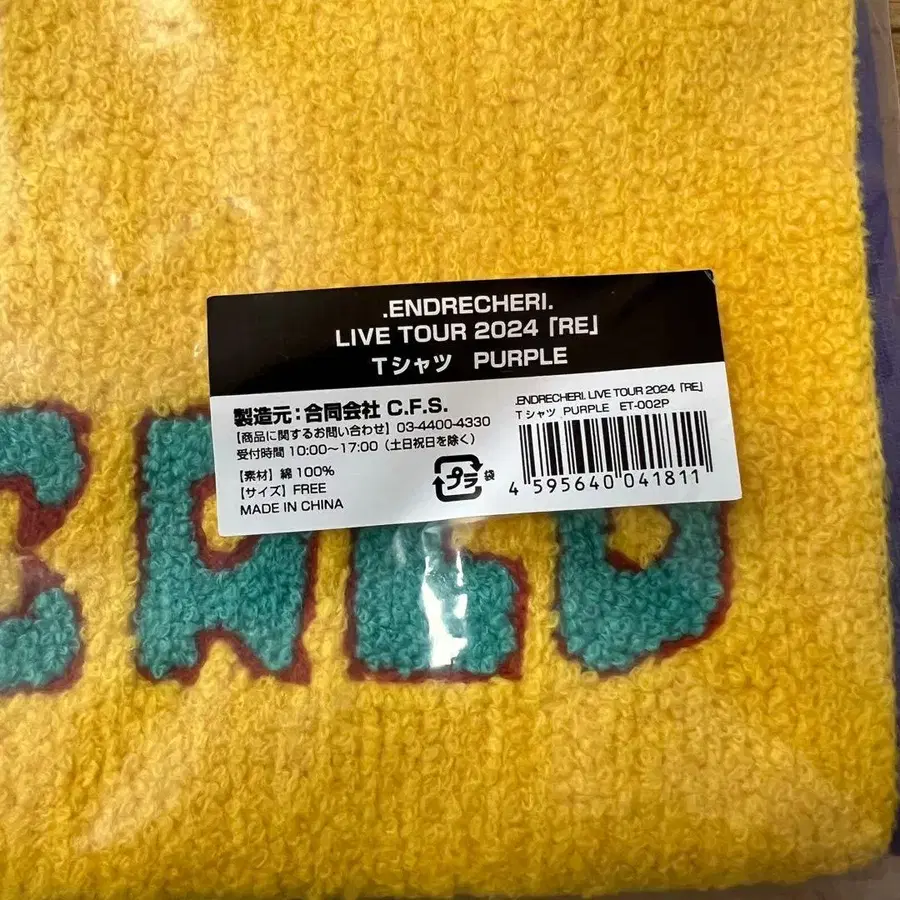 .ENDRECHERI.
LIVE TOUR 2024「RE」
Tシャツ PURPLE
製造元：合同会社 C.F.S.
【商品に関するお問い合わせ】03-4400-4330
受付時間 10:00〜17:00（土日祝日を除く）
【素材】綿 100%
【サイズ】FREE
MADE IN CHINA
プラ
袋
.ENDRECHERI. LIVE TOUR 2024「RE」
Tシャツ PURPLE ET-002P
4 595640 041811